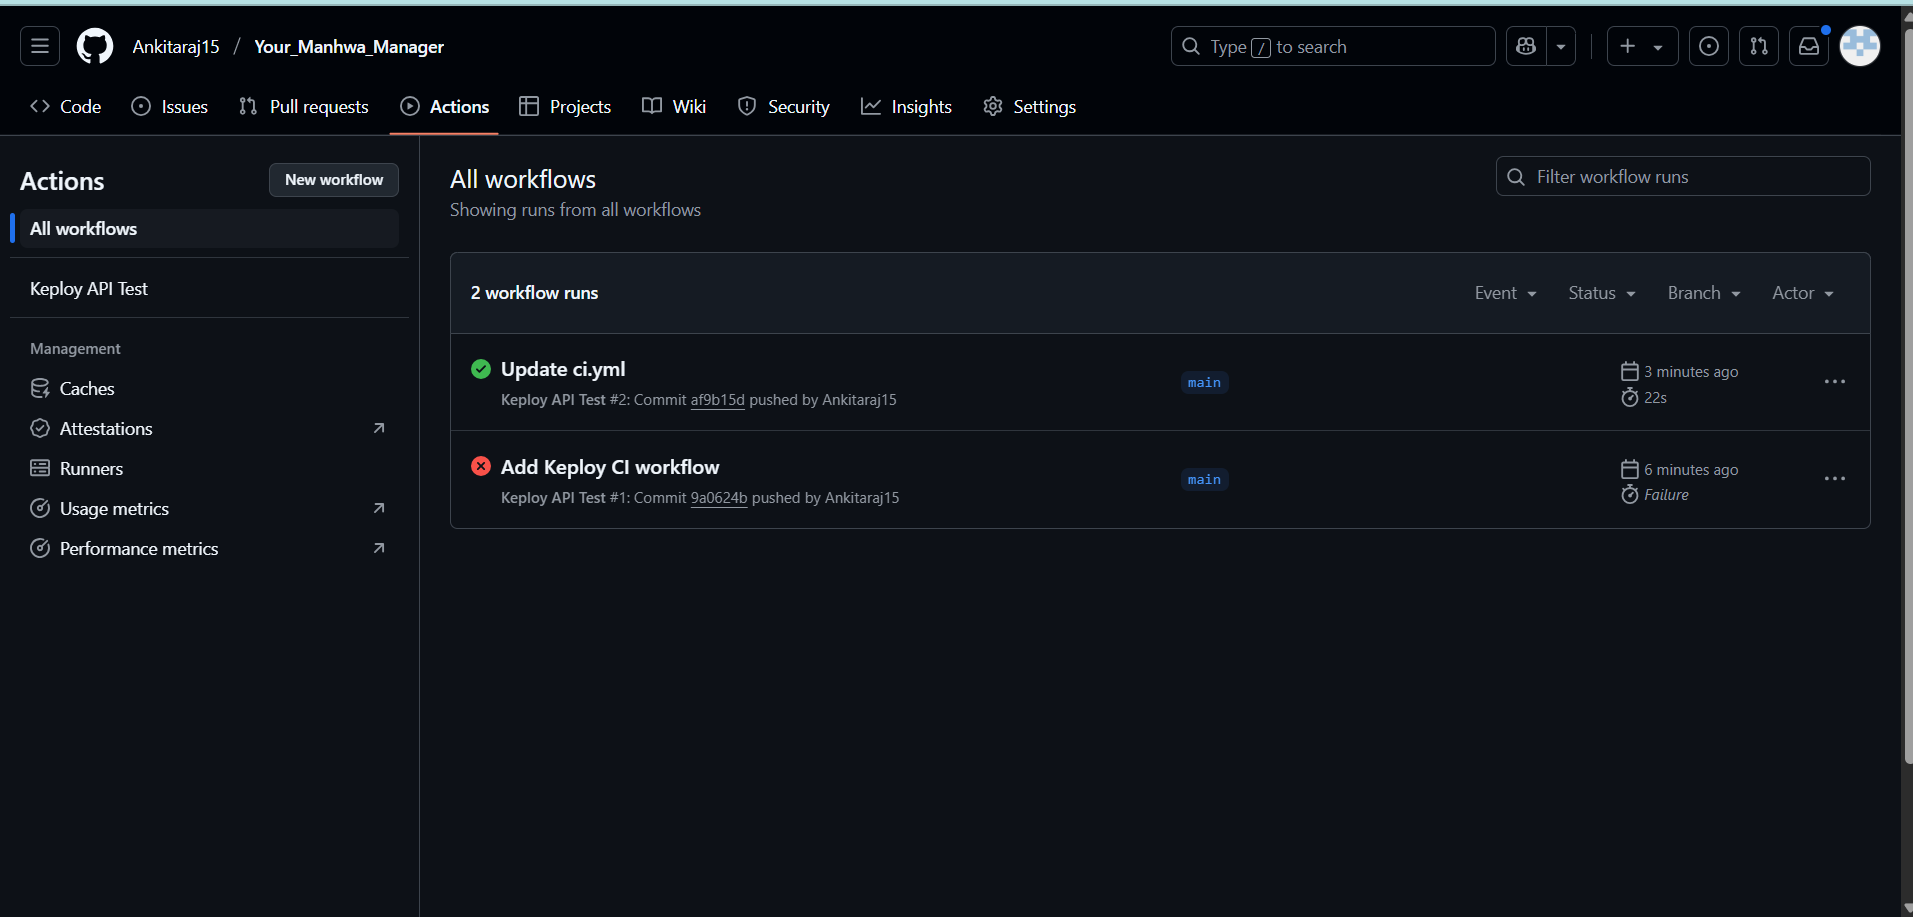 Ankitaraj15 / Your_Manhwa_Manager
Type / to search
Code
Issues
Pull requests
Actions
Projects
Wiki
Security
Insights
Settings
Actions
New workflow
All workflows
Keploy API Test
Management
Caches
Attestations
Runners
Usage metrics
Performance metrics
All workflows
Showing runs from all workflows
Filter workflow runs
2 workflow runs
Event
Status
Branch
Actor
Update ci.yml
Keploy API Test #2: Commit af9b15d pushed by Ankitaraj15
main
3 minutes ago
22s
Add Keploy CI workflow
Keploy API Test #1: Commit 9a0624b pushed by Ankitaraj15
main
6 minutes ago
Failure